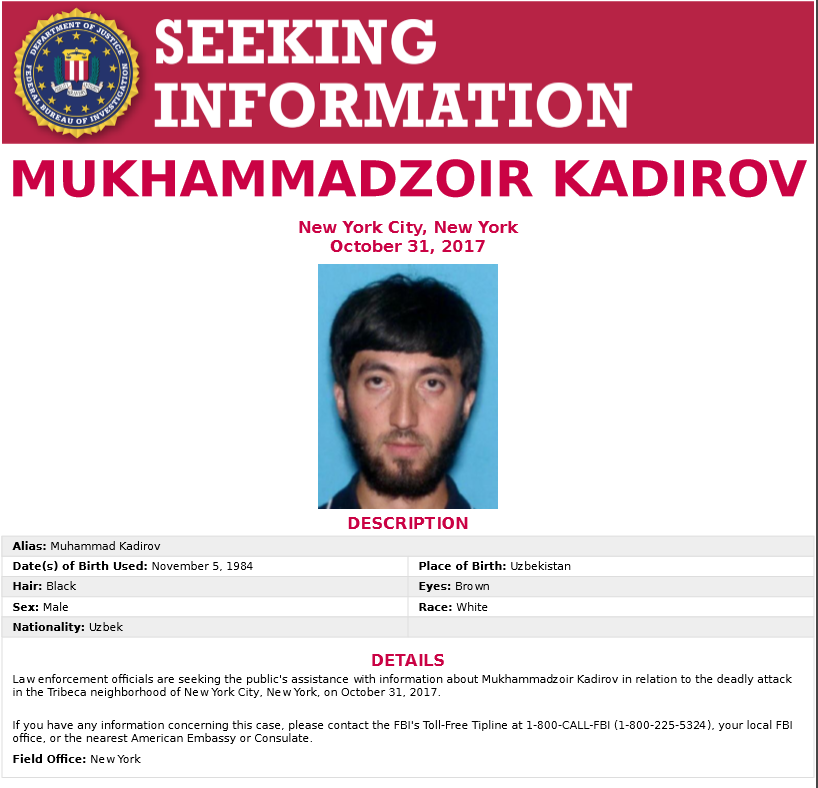 DEPARTMENT OF JUSTICE
FEDERAL BUREAU OF INVESTIGATION
SEEKING
INFORMATION
MUKHAMMADZOIR KADIROV
New York City, New York
October 31, 2017
DESCRIPTION
Alias: Muhammad Kadirov
Date(s) of Birth Used: November 5, 1984 Place of Birth: Uzbekistan
Hair: Black Eyes: Brown
Sex: Male Race: White
Nationality: Uzbek
DETAILS
Law enforcement officials are seeking the public's assistance with information about Mukhammadzoir Kadirov in relation to the deadly attack
in the Tribeca neighborhood of New York City, New York, on October 31, 2017.
If you have any information concerning this case, please contact the FBI's Toll-Free Tipline at 1-800-CALL-FBI (1-800-225-5324), your local FBI
office, or the nearest American Embassy or Consulate.
Field Office: New York